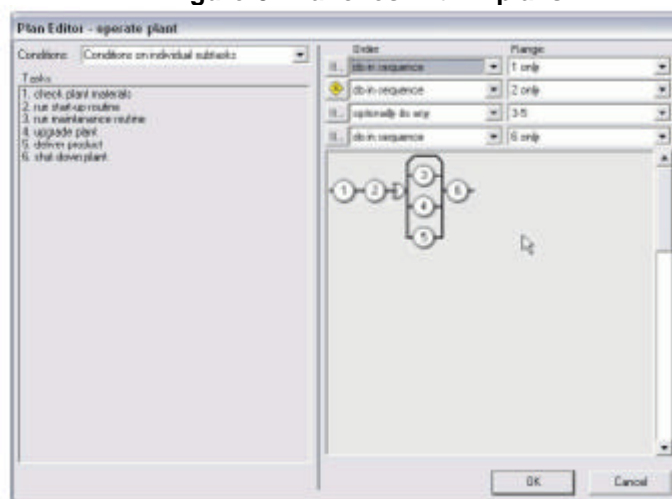 Plan Editor - operate plant
Conditions: Conditions on individual subtasks
Tasks
1. check plant materials
2. run start-up routine
3. run maintenance routine
4. upgrade plant
5. deliver product
6. shut down plant
Order Range
do in sequence 1 only
do in sequence 2 only
optionally do any 3-5
do in sequence 6 only
1 2 3 4 5 6
OK Cancel